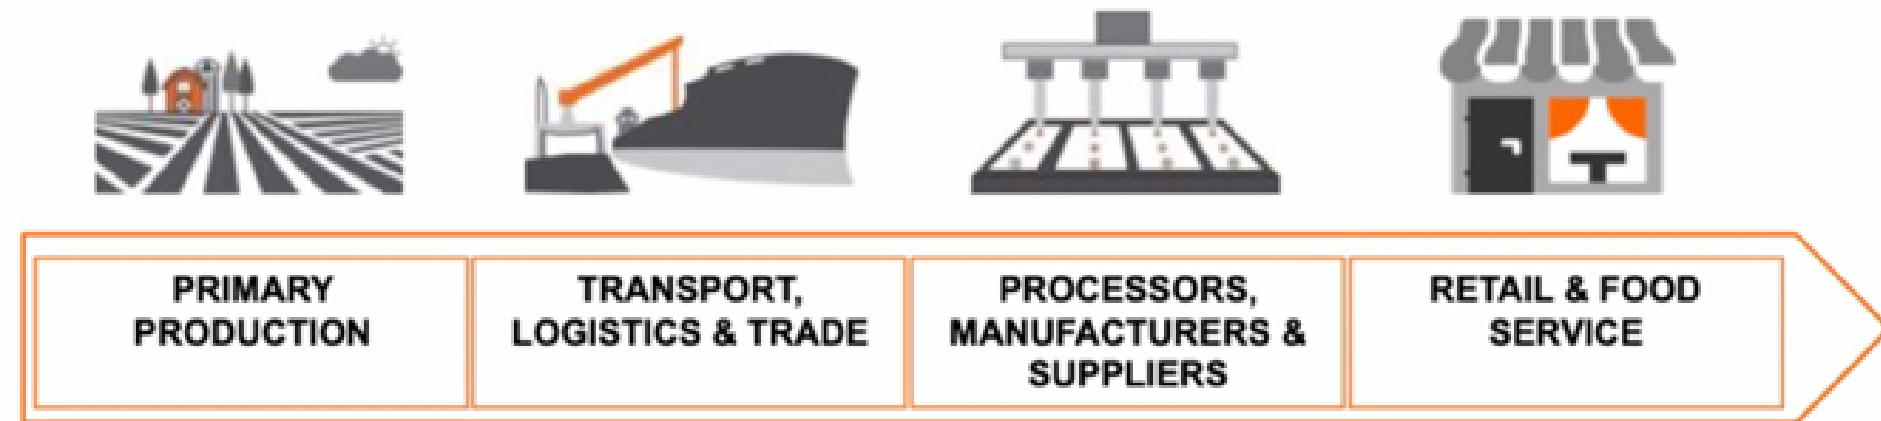 PRIMARY
PRODUCTION
TRANSPORT,
LOGISTICS & TRADE
PROCESSORS,
MANUFACTURERS &
SUPPLIERS
RETAIL & FOOD
SERVICE